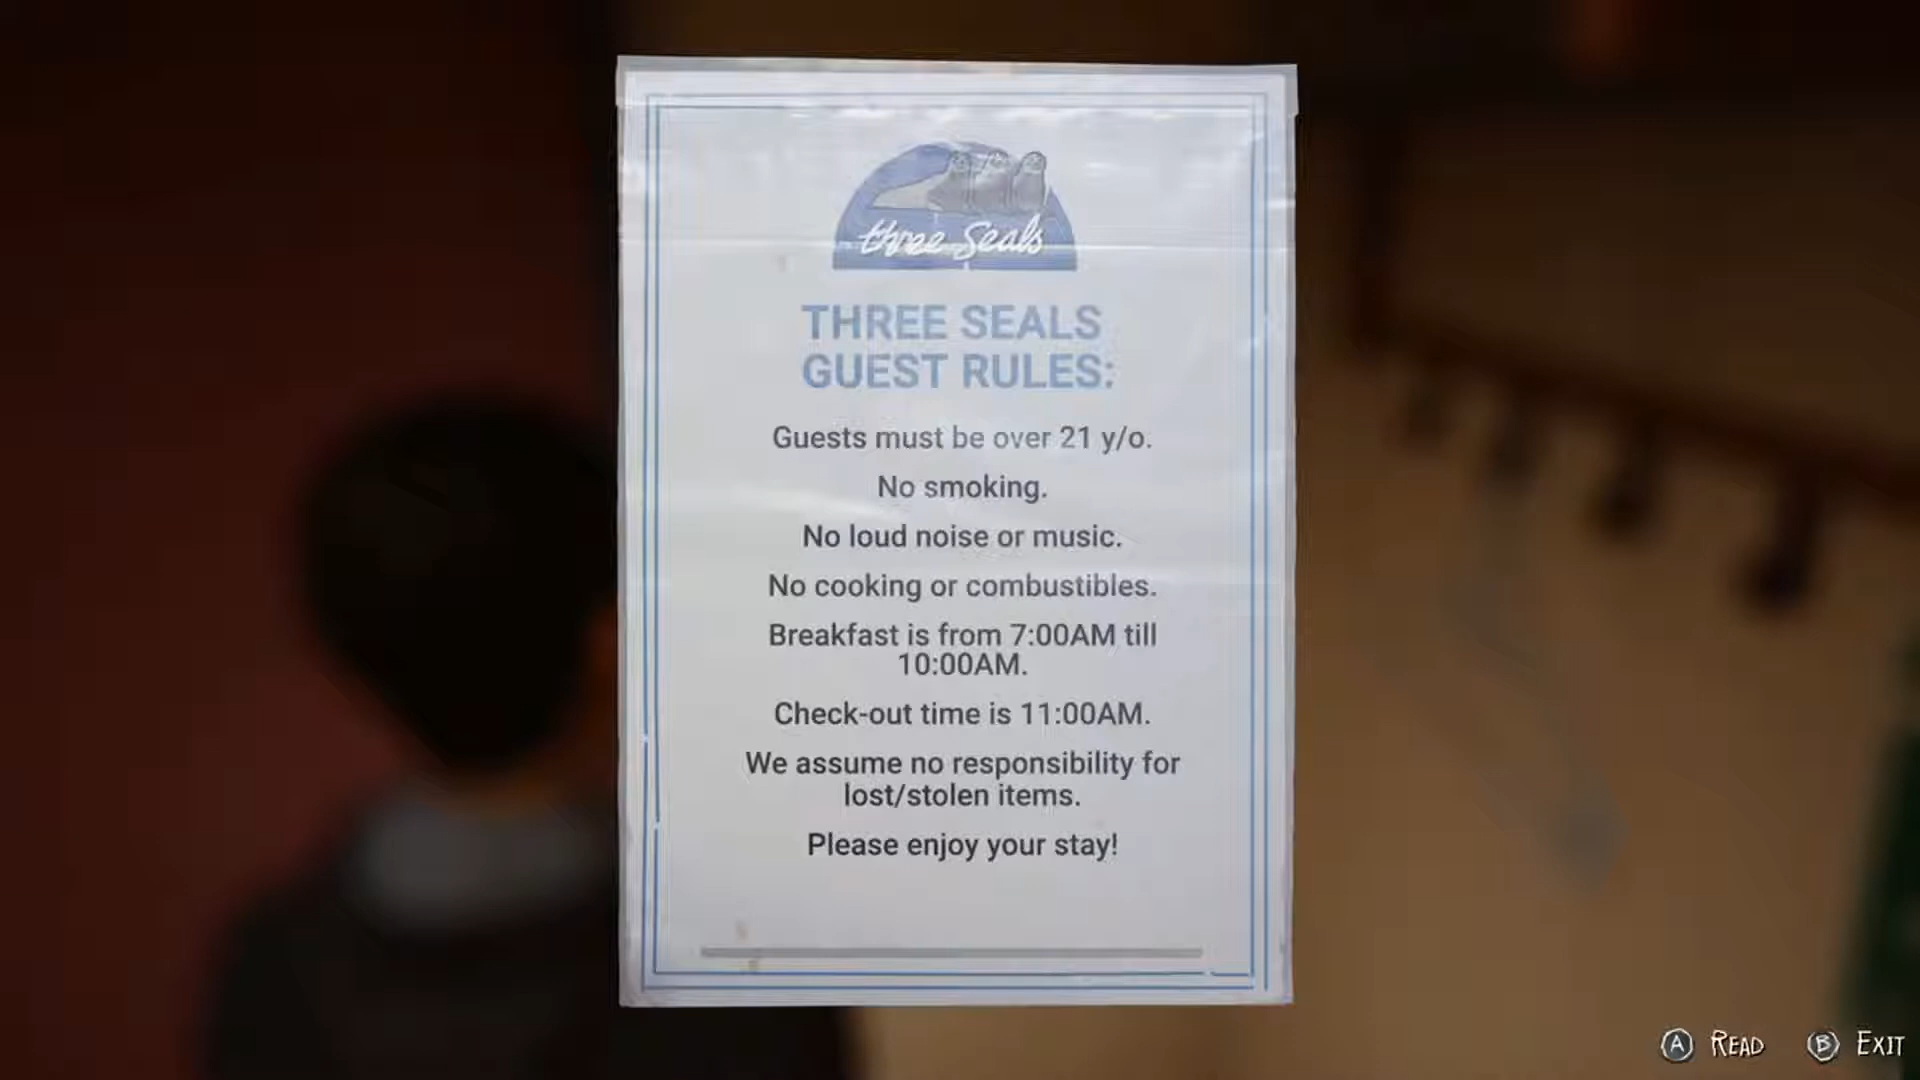 three Seals
THREE SEALS
GUEST RULES:
Guests must be over 21 y/o.
No smoking.
No loud noise or music.
No cooking or combustibles.
Breakfast is from 7:00AM till
10:00AM.
Check-out time is 11:00AM.
We assume no responsibility for
lost/stolen items.
Please enjoy your stay!
A READ B EXIT